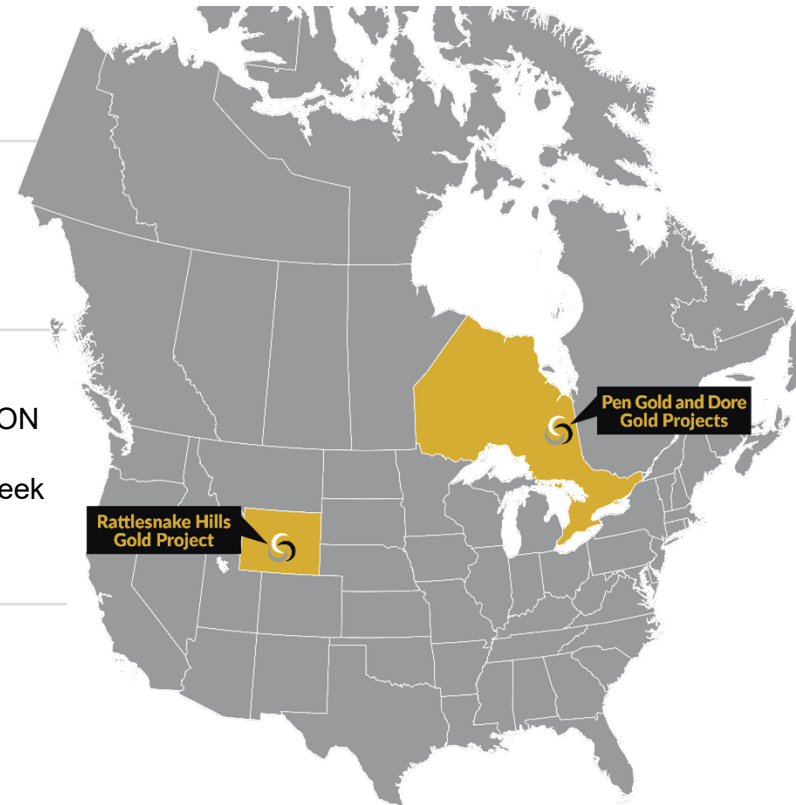 ON
eek
Pen Gold and Dore
Gold Projects
Rattlesnake Hills
Gold Project